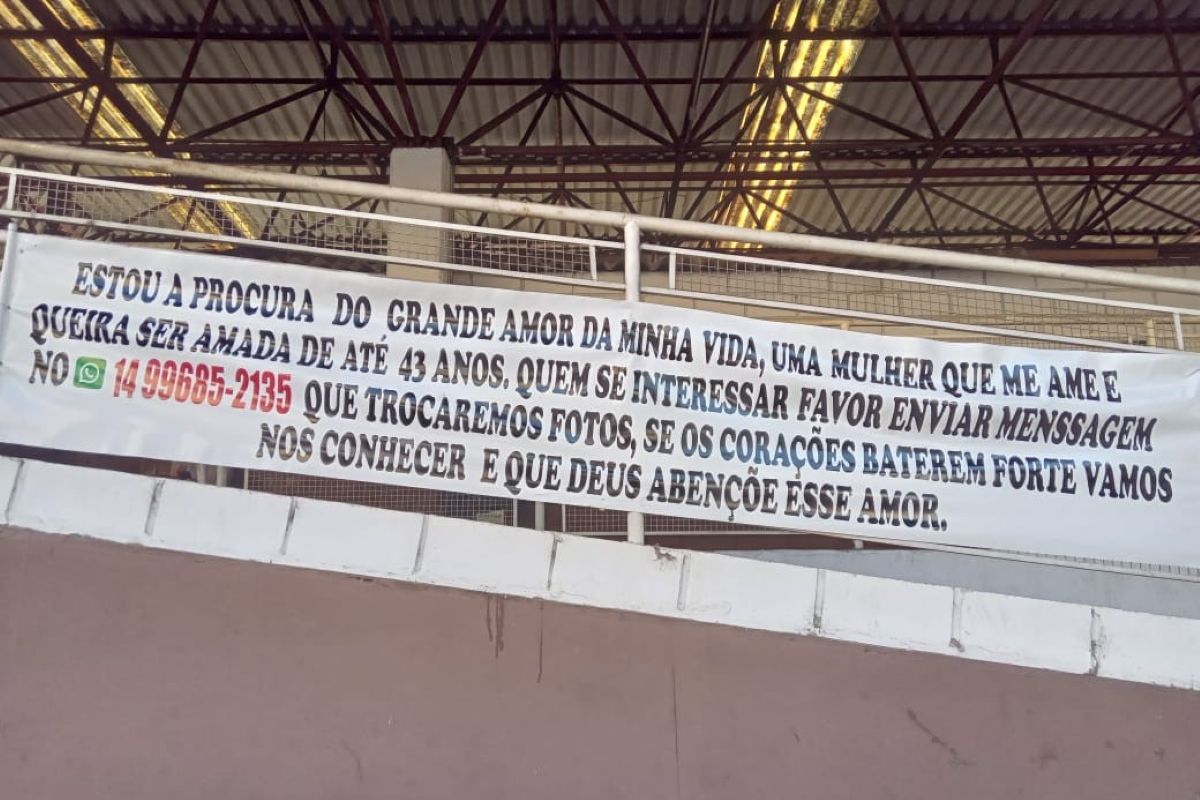 ESTOU A PROCURA DO GRANDE AMOR DA MINHA VIDA, UMA MULHER QUE ME AME E
QUEIRA SER AMADA DE ATÉ 43 ANOS. QUEM SE INTERESSAR FAVOR ENVIAR MENSSAGEM
NO 14 99685-2135 QUE TROCAREMOS FOTOS, SE OS CORAÇÕES BATEREM FORTE VAMOS
NOS CONHECER E QUE DEUS ABENÇÕE ESSE AMOR.